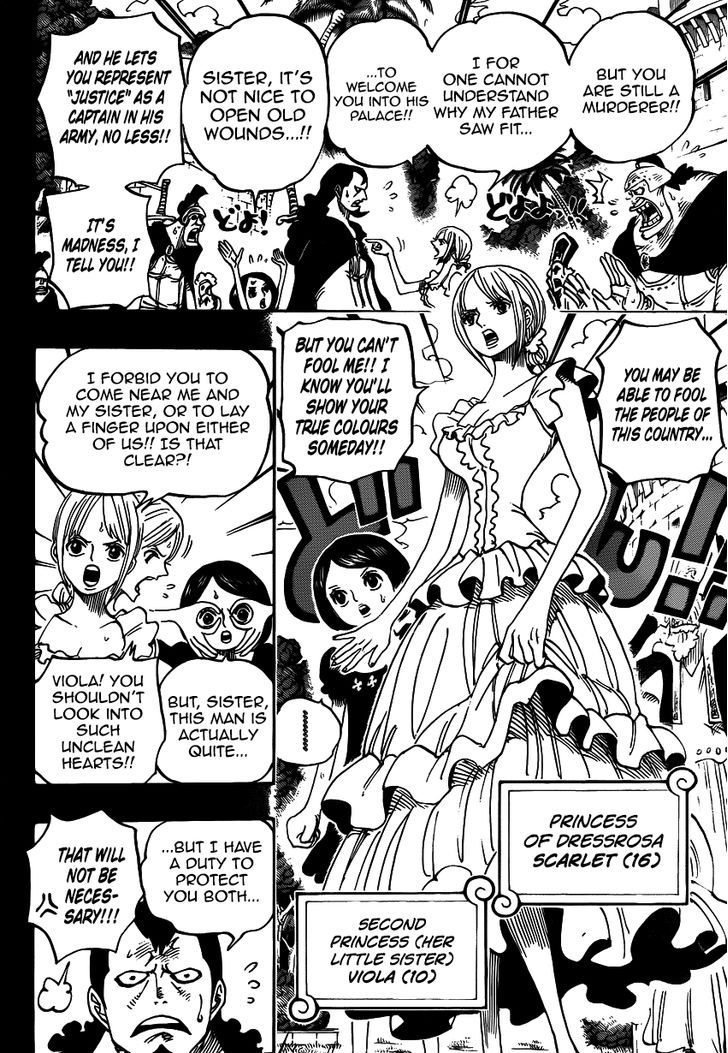 BUT YOU
ARE STILL A
MURDERER!!
I FOR
ONE CANNOT
UNDERSTAND
WHY MY FATHER
SAW FIT...
...TO
WELCOME
YOU INTO HIS
PALACE!!
SISTER, IT'S
NOT NICE TO
OPEN OLD
WOUNDS...!!
AND HE LETS
YOU REPRESENT
"JUSTICE" AS A
CAPTAIN IN HIS
ARMY, NO LESS!!
IT'S
MADNESS, I
TELL YOU!!
どよどよ!!
どよ!
YOU MAY BE
ABLE TO FOOL
THE PEOPLE OF
THIS COUNTRY...
BUT YOU CAN'T
FOOL ME!! I
KNOW YOU'LL
SHOW YOUR
TRUE COLOURS
SOMEDAY!!
PRINCESS
OF DRESSROSA
SCARLET (16)
SECOND
PRINCESS (HER
LITTLE SISTER)
VIOLA (10)
I FORBID YOU TO
COME NEAR ME AND
MY SISTER, OR TO LAY
A FINGER UPON EITHER
OF US!! IS THAT
CLEAR?!
BUT, SISTER,
THIS MAN IS
ACTUALLY
QUITE...
VIOLA! YOU
SHOULDN'T
LOOK INTO
SUCH
UNCLEAN
HEARTS!!
...BUT I HAVE
A DUTY TO
PROTECT
YOU BOTH...
THAT WILL
NOT BE
NECES-
SARY!!!